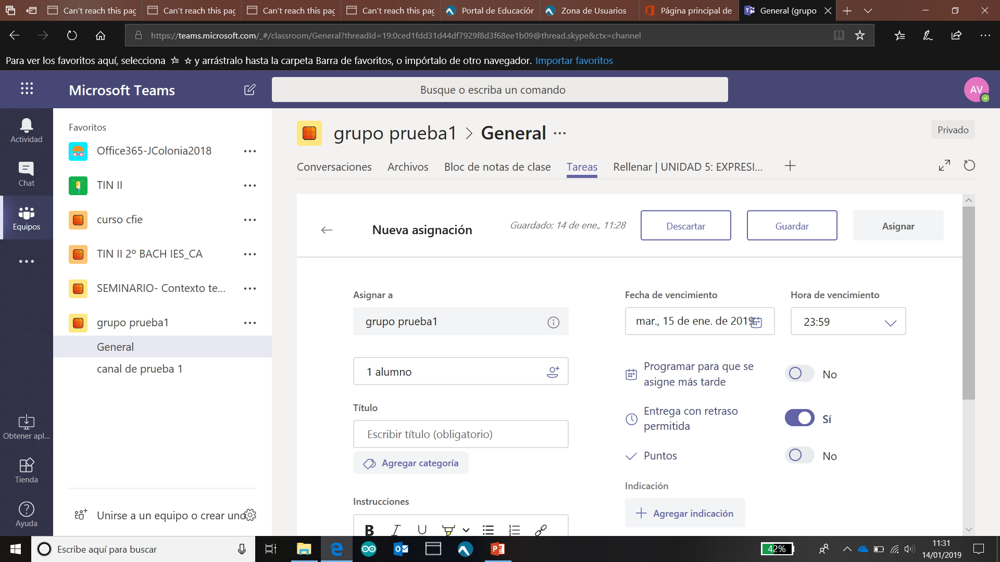 Can't reach this pag
Can't reach this pag
Can't reach this pag
Can't reach this pag
Portal de Educaciór
Zona de Usuarios
Página principal de
General (grupo
https://teams.microsoft.com/_#/classroom/General?threadId=19:0ced1fdd31d44df7929f8d3f68ee1b09@thread.skype&ctx=channel
Para ver los favoritos aquí, selecciona y arrástralo hasta la carpeta Barra de favoritos, o impórtalo de otro navegador. Importar favoritos
Microsoft Teams
Busque o escriba un comando
AV
Actividad
Chat
Equipos
Obtener apl...
Tienda
Ayuda
Favoritos
Office365-JColonia2018
TIN II
curso cfie
TIN II 2º BACH IES_CA
SEMINARIO- Contexto te...
grupo prueba1
General
canal de prueba 1
Unirse a un equipo o crear uno
grupo prueba1 > General ...
Privado
Conversaciones
Archivos
Bloc de notas de clase
Tareas
Rellenar | UNIDAD 5: EXPRESI...
Nueva asignación
Guardado: 14 de ene., 11:28
Descartar
Guardar
Asignar
Asignar a
grupo prueba1
1 alumno
Título
Escribir título (obligatorio)
Agregar categoría
Instrucciones
B I U
Fecha de vencimiento
mar., 15 de ene. de 2019
Hora de vencimiento
23:59
Programar para que se
asigne más tarde
No
Entrega con retraso
permitida
Sí
Puntos
No
Indicación
Agregar indicación
Escribe aquí para buscar
42%
11:31
14/01/2019